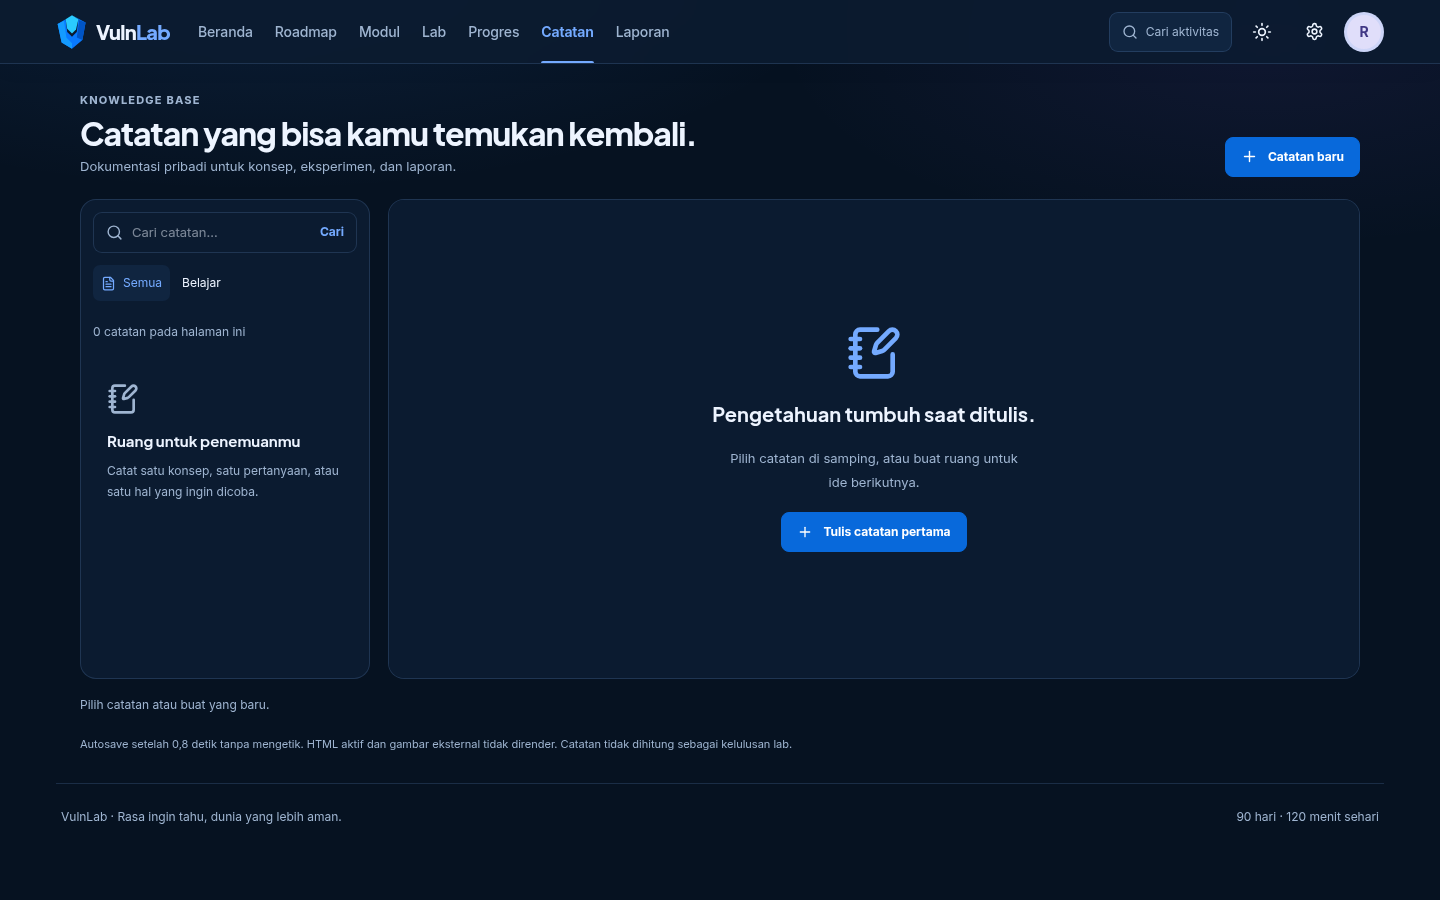 VulnLab
Beranda
Roadmap
Modul
Lab
Progres
Catatan
Laporan
Cari aktivitas
R
KNOWLEDGE BASE
Catatan yang bisa kamu temukan kembali.
Dokumentasi pribadi untuk konsep, eksperimen, dan laporan.
Catatan baru
Cari catatan...
Cari
Semua
Belajar
0 catatan pada halaman ini
Ruang untuk penemuanmu
Catat satu konsep, satu pertanyaan, atau
satu hal yang ingin dicoba.
Pengetahuan tumbuh saat ditulis.
Pilih catatan di samping, atau buat ruang untuk
ide berikutnya.
Tulis catatan pertama
Pilih catatan atau buat yang baru.
Autosave setelah 0,8 detik tanpa mengetik. HTML aktif dan gambar eksternal tidak dirender. Catatan tidak dihitung sebagai kelulusan lab.
VulnLab · Rasa ingin tahu, dunia yang lebih aman.
90 hari · 120 menit sehari